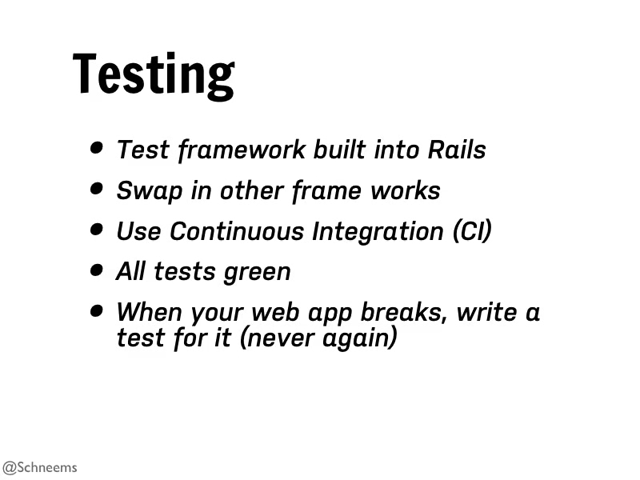 Testing
• Test framework built into Rails
• Swap in other frame works
• Use Continuous Integration (CI)
• All tests green
• When your web app breaks, write a
test for it (never again)
@Schneems